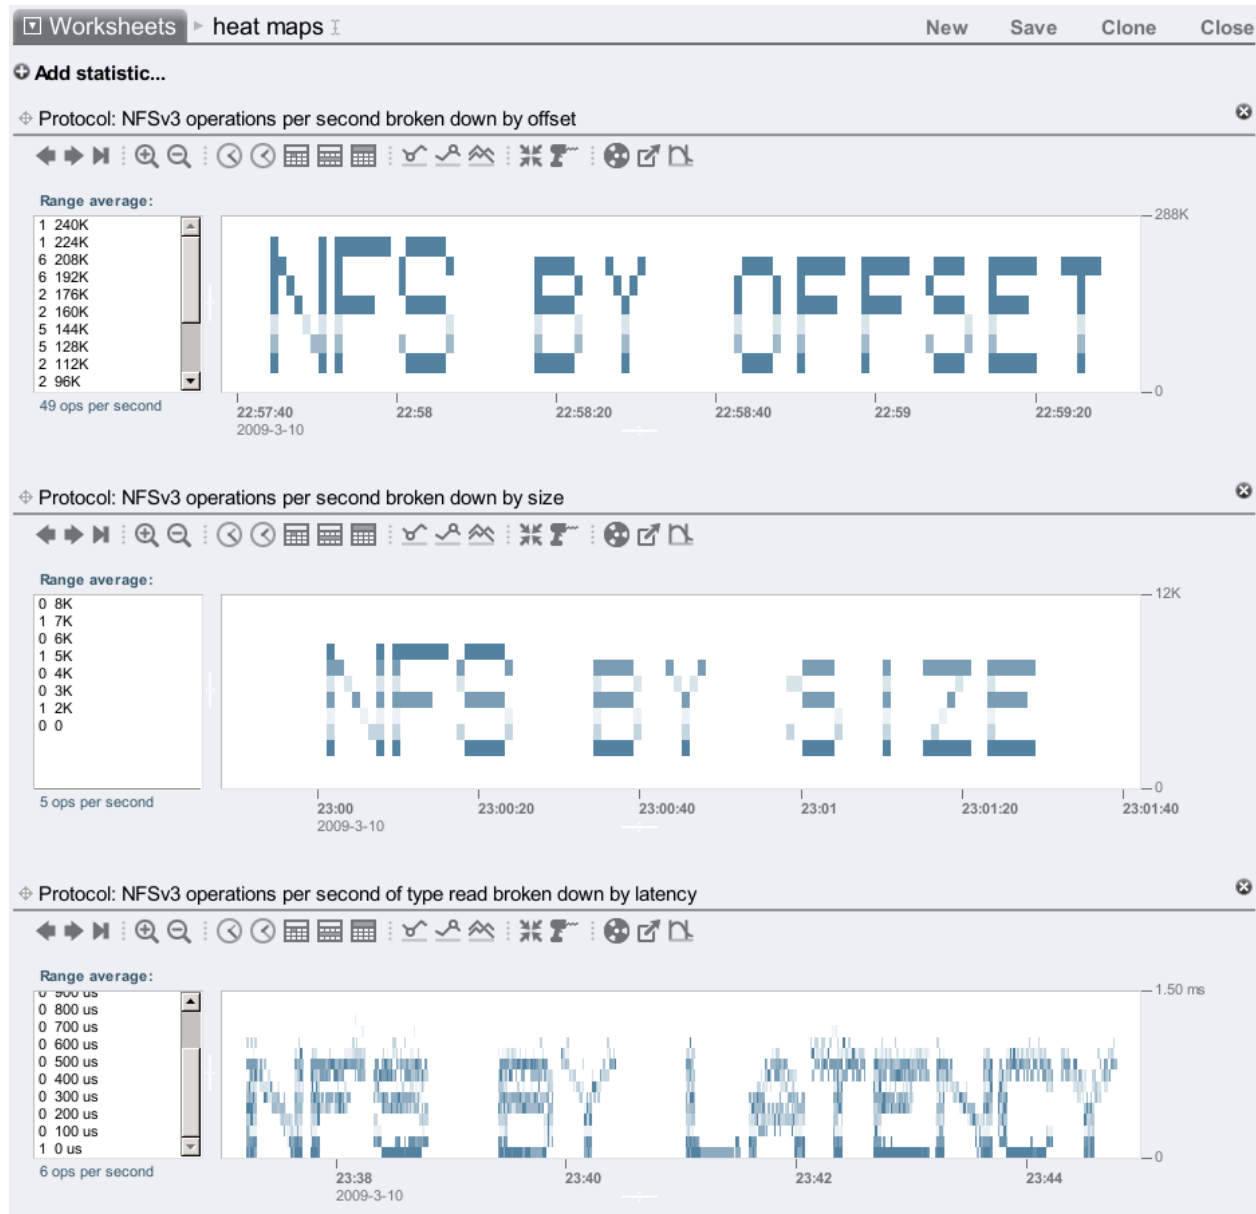 Worksheets heat maps New Save Clone Close
Add statistic...
Protocol: NFSv3 operations per second broken down by offset
Range average:
1 240K
1 224K
6 208K
6 192K
2 176K
2 160K
5 144K
5 128K
2 112K
2 96K
49 ops per second
288K
NFS BY OFFSET
0
22:57:40 22:58 22:58:20 22:58:40 22:59 22:59:20
2009-3-10
Protocol: NFSv3 operations per second broken down by size
Range average:
0 8K
1 7K
0 6K
1 5K
0 4K
0 3K
1 2K
0 0
5 ops per second
12K
NFS BY SIZE
0
23:00 23:00:20 23:00:40 23:01 23:01:20 23:01:40
2009-3-10
Protocol: NFSv3 operations per second of type read broken down by latency
Range average:
0 900 us
0 800 us
0 700 us
0 600 us
0 500 us
0 400 us
0 300 us
0 200 us
0 100 us
1 0 us
6 ops per second
1.50 ms
NFS BY LATENCY
0
23:38 23:40 23:42 23:44
2009-3-10